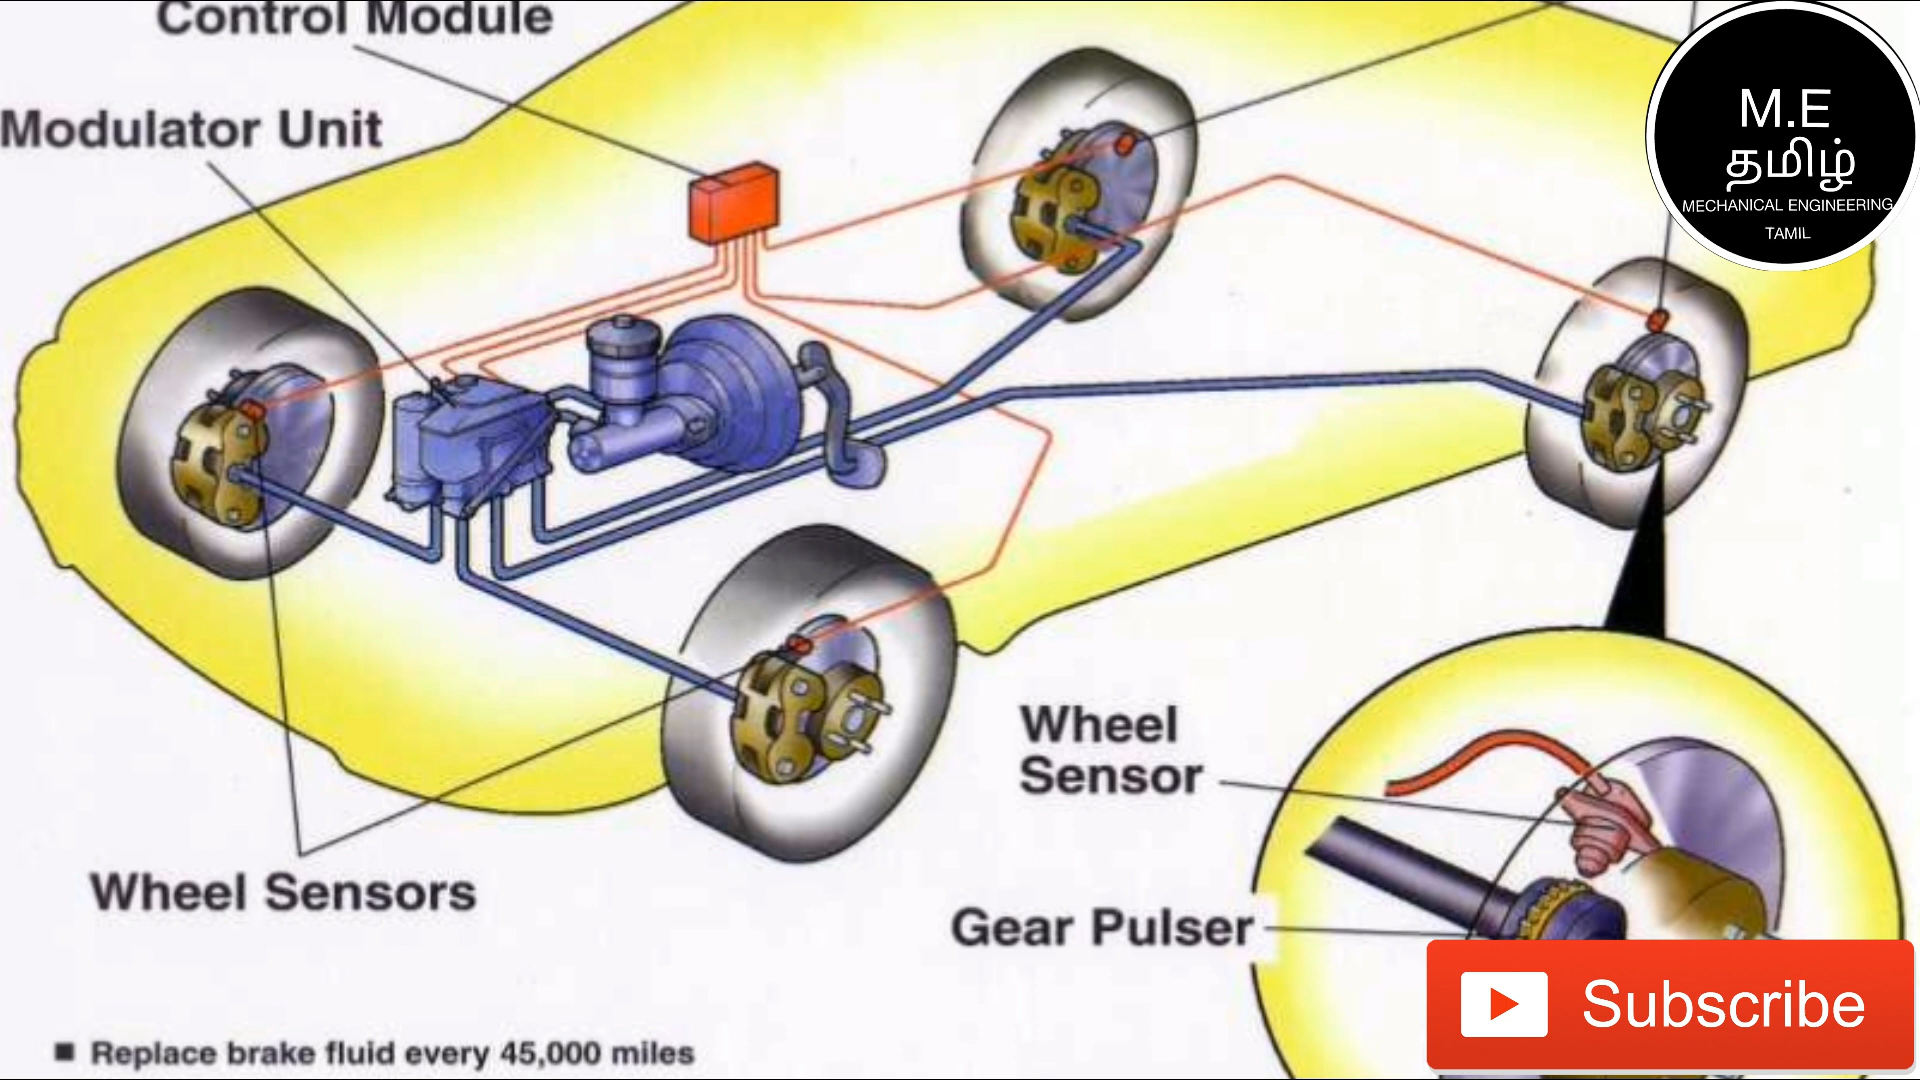 Control Module
Modulator Unit
M.E
தமிழ்
MECHANICAL ENGINEERING
TAMIL
Wheel
Sensor
Wheel Sensors
Gear Pulser
Subscribe
■ Replace brake fluid every 45,000 miles